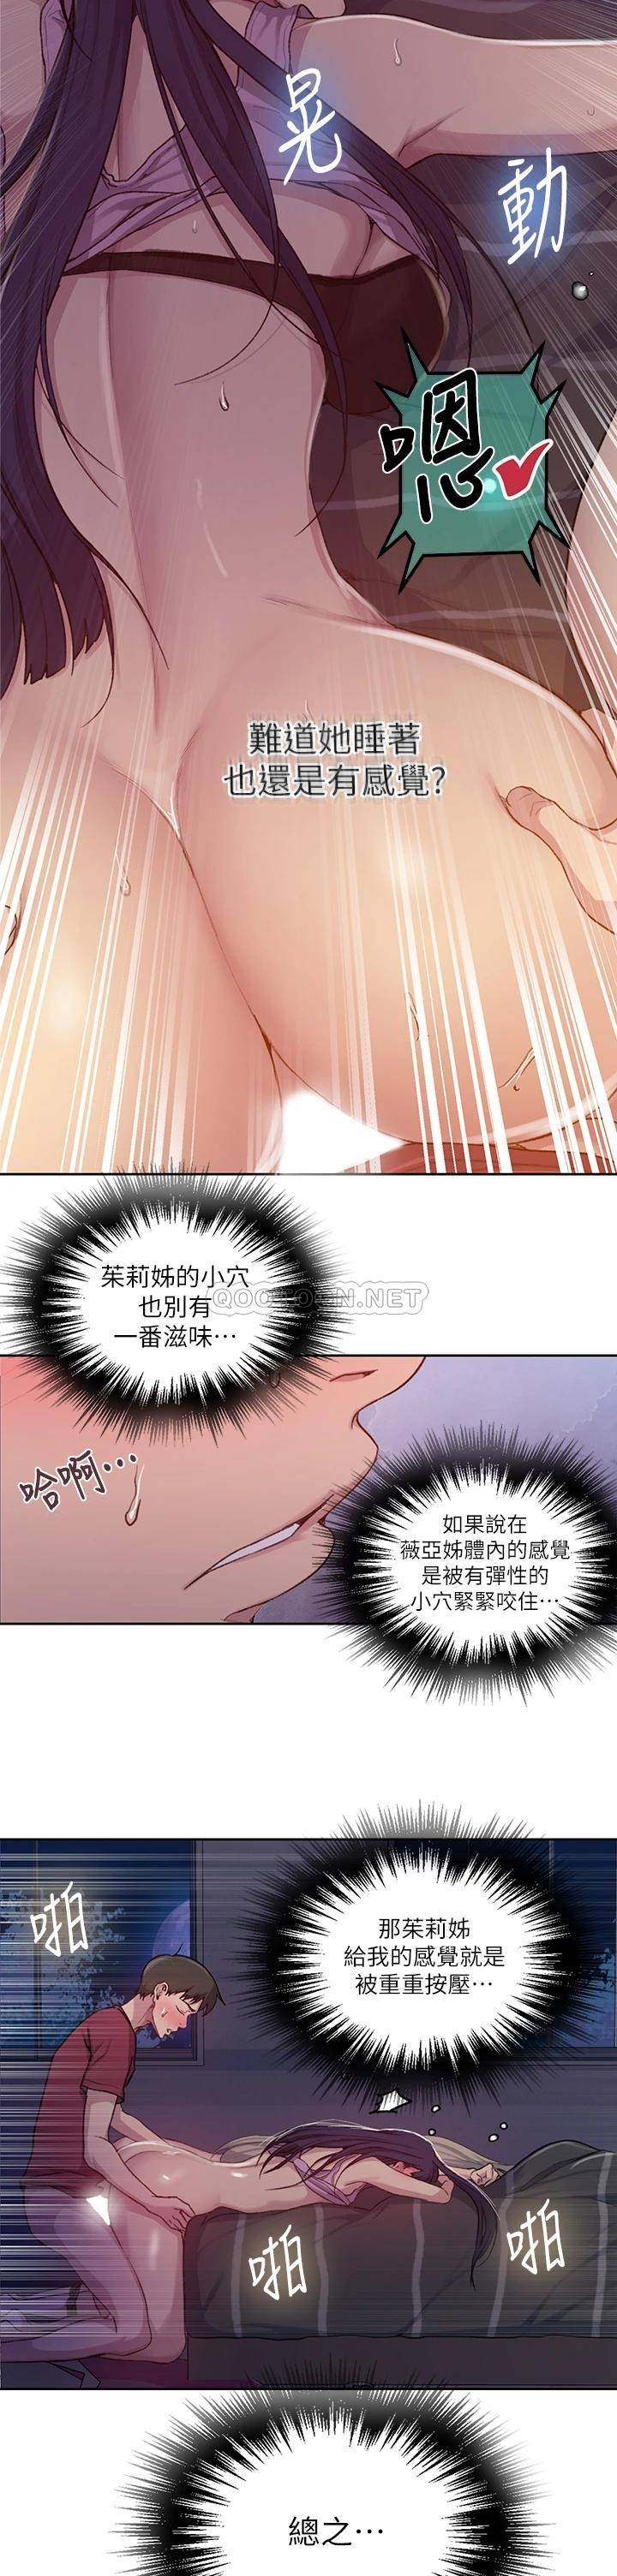 晃
動
嗯
難道她睡著
也還是有感覺?
茱莉姊的小穴
也別有
一番滋味…
QOOTOON.NET
哈啊…
如果說在
薇亞姊體內的感覺
是被有彈性的
小穴緊緊咬住…
啪
那茱莉姊
給我的感覺就是
被重重按壓…
啪
啪
總之…